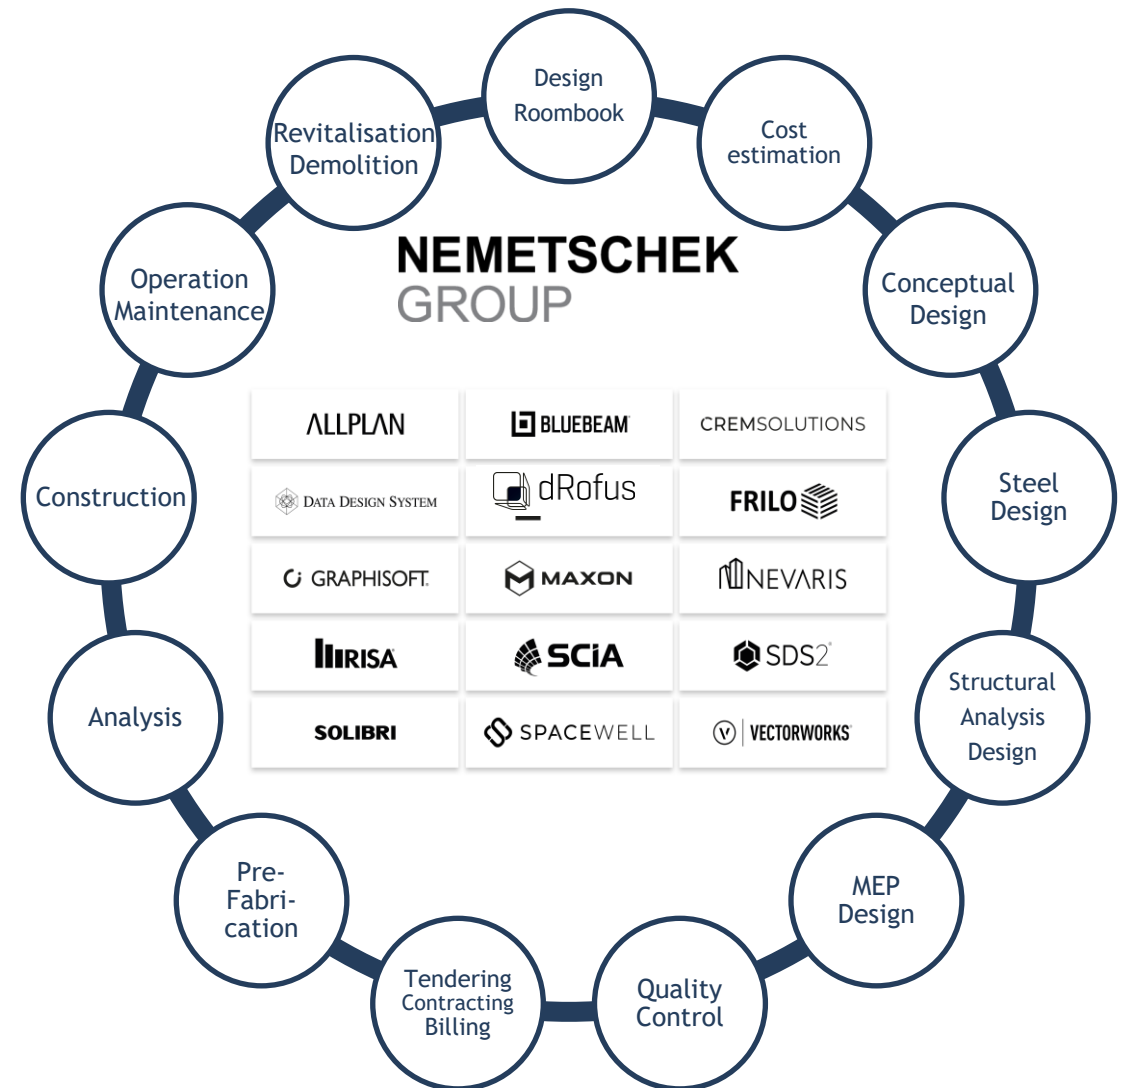 Design
Roombook
Cost
estimation
Conceptual
Design
Steel
Design
Structural
Analysis
Design
MEP
Design
Quality
Control
Tendering
Contracting
Billing
Pre-
Fabri-
cation
Analysis
Construction
Operation
Maintenance
Revitalisation
Demolition
NEMETSCHEK
GROUP
ALLPLAN
BLUEBEAM
CREMSOLUTIONS
DATA DESIGN SYSTEM
dRofus
FRILO
GRAPHISOFT
MAXON
NEVARIS
RISA
SCiA
SDS2
SOLIBRI
SPACEWELL
V VECTORWORKS